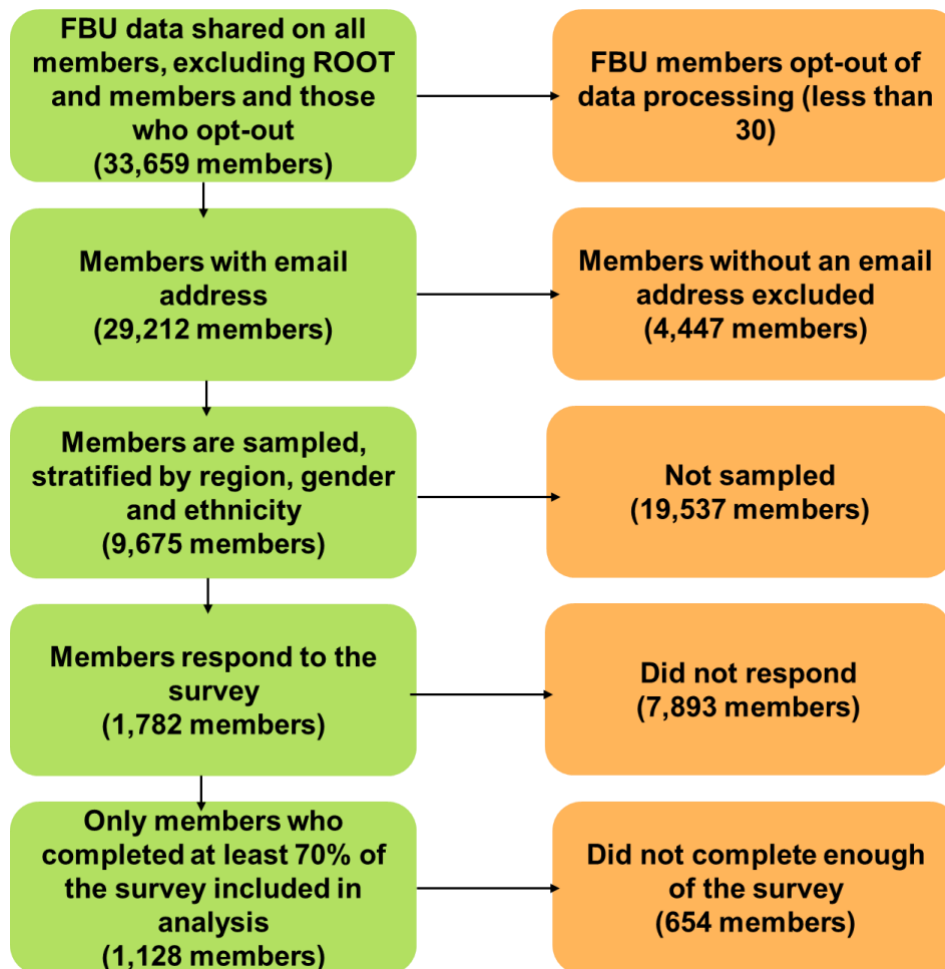 FBU data shared on all
members, excluding ROOT
and members and those
who opt-out
(33,659 members)
FBU members opt-out of
data processing (less than
30)
Members with email
address
(29,212 members)
Members without an email
address excluded
(4,447 members)
Members are sampled,
stratified by region, gender
and ethnicity
(9,675 members)
Not sampled
(19,537 members)
Members respond to the
survey
(1,782 members)
Did not respond
(7,893 members)
Only members who
completed at least 70% of
the survey included in
analysis
(1,128 members)
Did not complete enough
of the survey
(654 members)